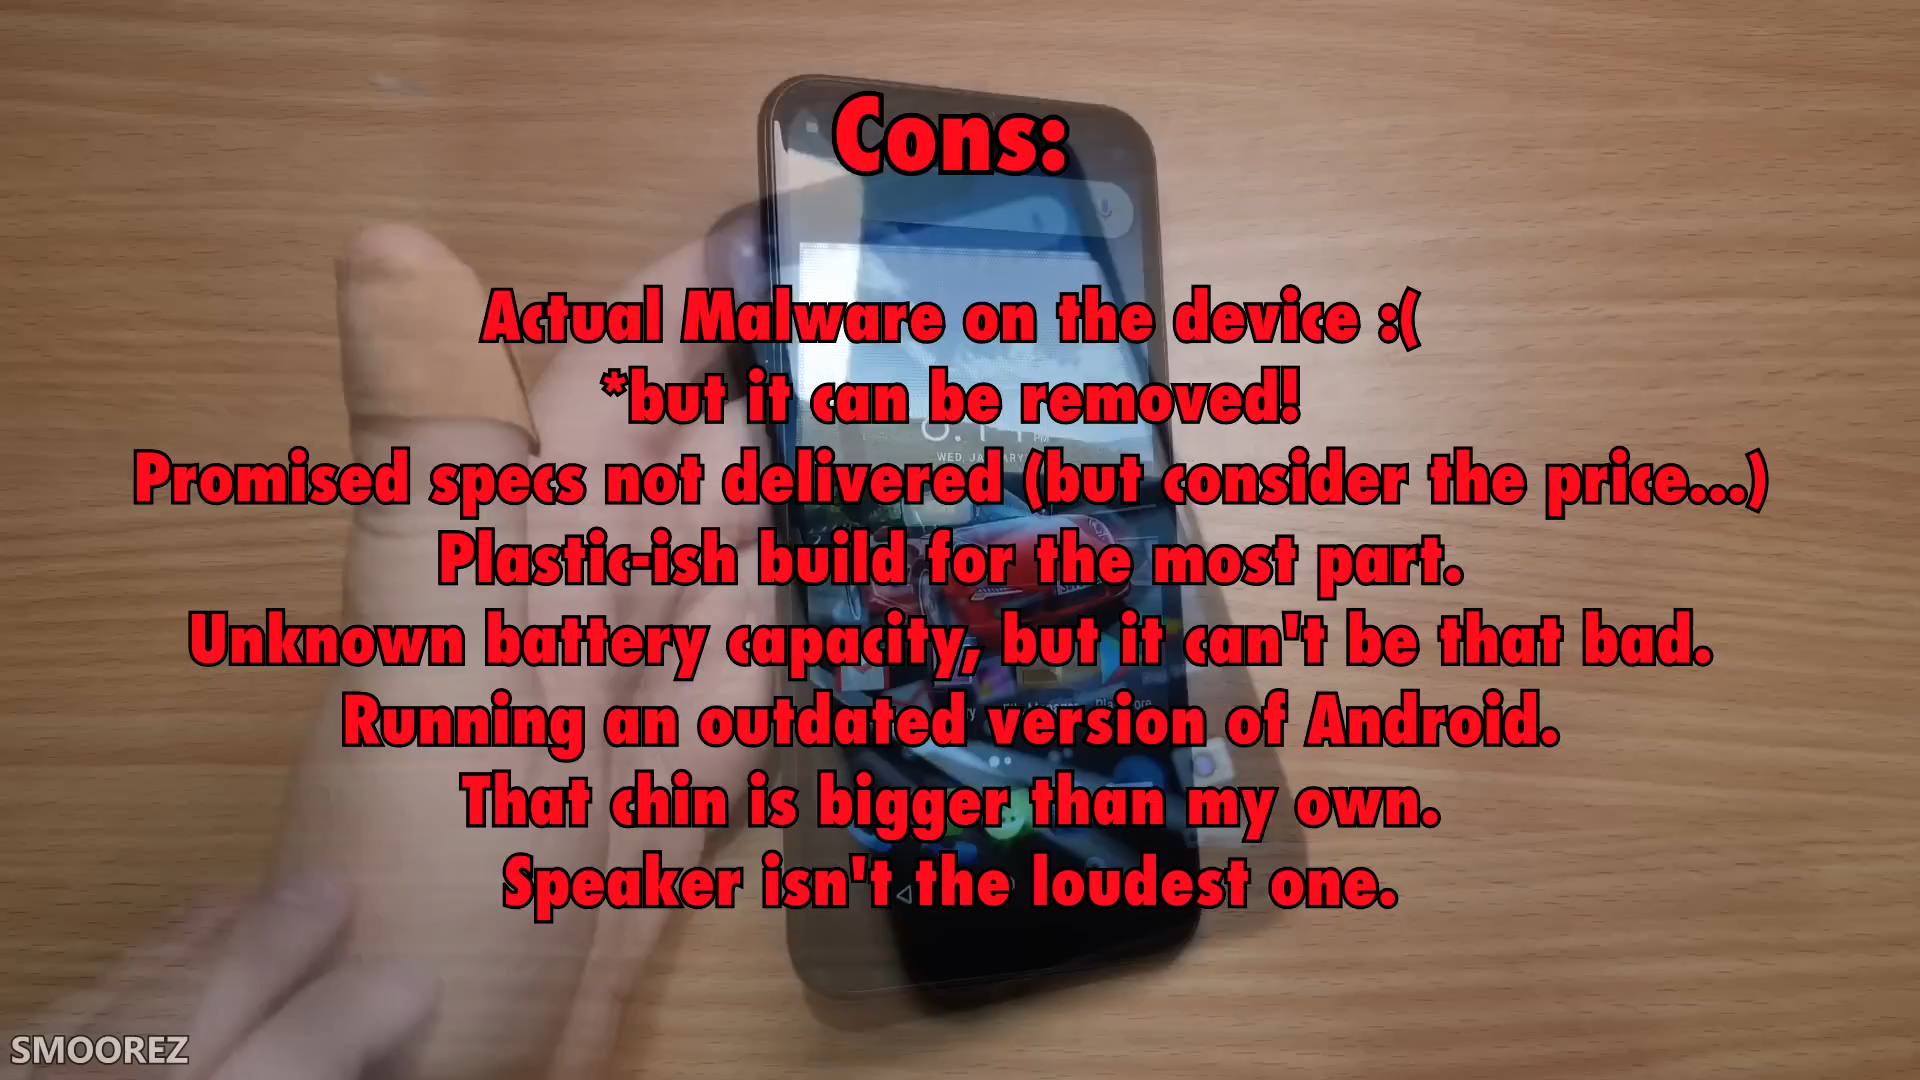 Cons:
Actual Malware on the device :(
*but it can be removed!
Promised specs not delivered (but consider the price...)
Plastic-ish build for the most part.
Unknown battery capacity, but it can't be that bad.
Running an outdated version of Android.
That chin is bigger than my own.
Speaker isn't the loudest one.
SMOOREZ